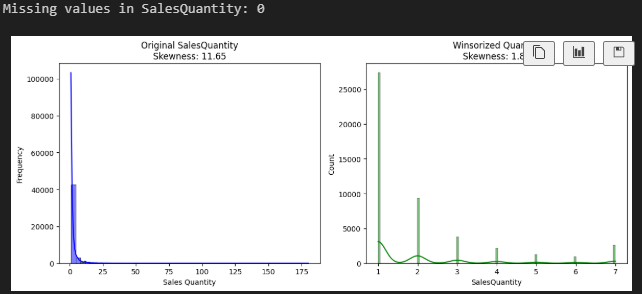 Missing values in SalesQuantity: 0
Original SalesQuantity
Skewness: 11.65
Frequency
100000
80000
60000
40000
20000
0
0 25 50 75 100 125 150 175
Sales Quantity
Winsorized
Skewness: 1.8
Count
25000
20000
15000
10000
5000
0
1 2 3 4 5 6 7
SalesQuantity